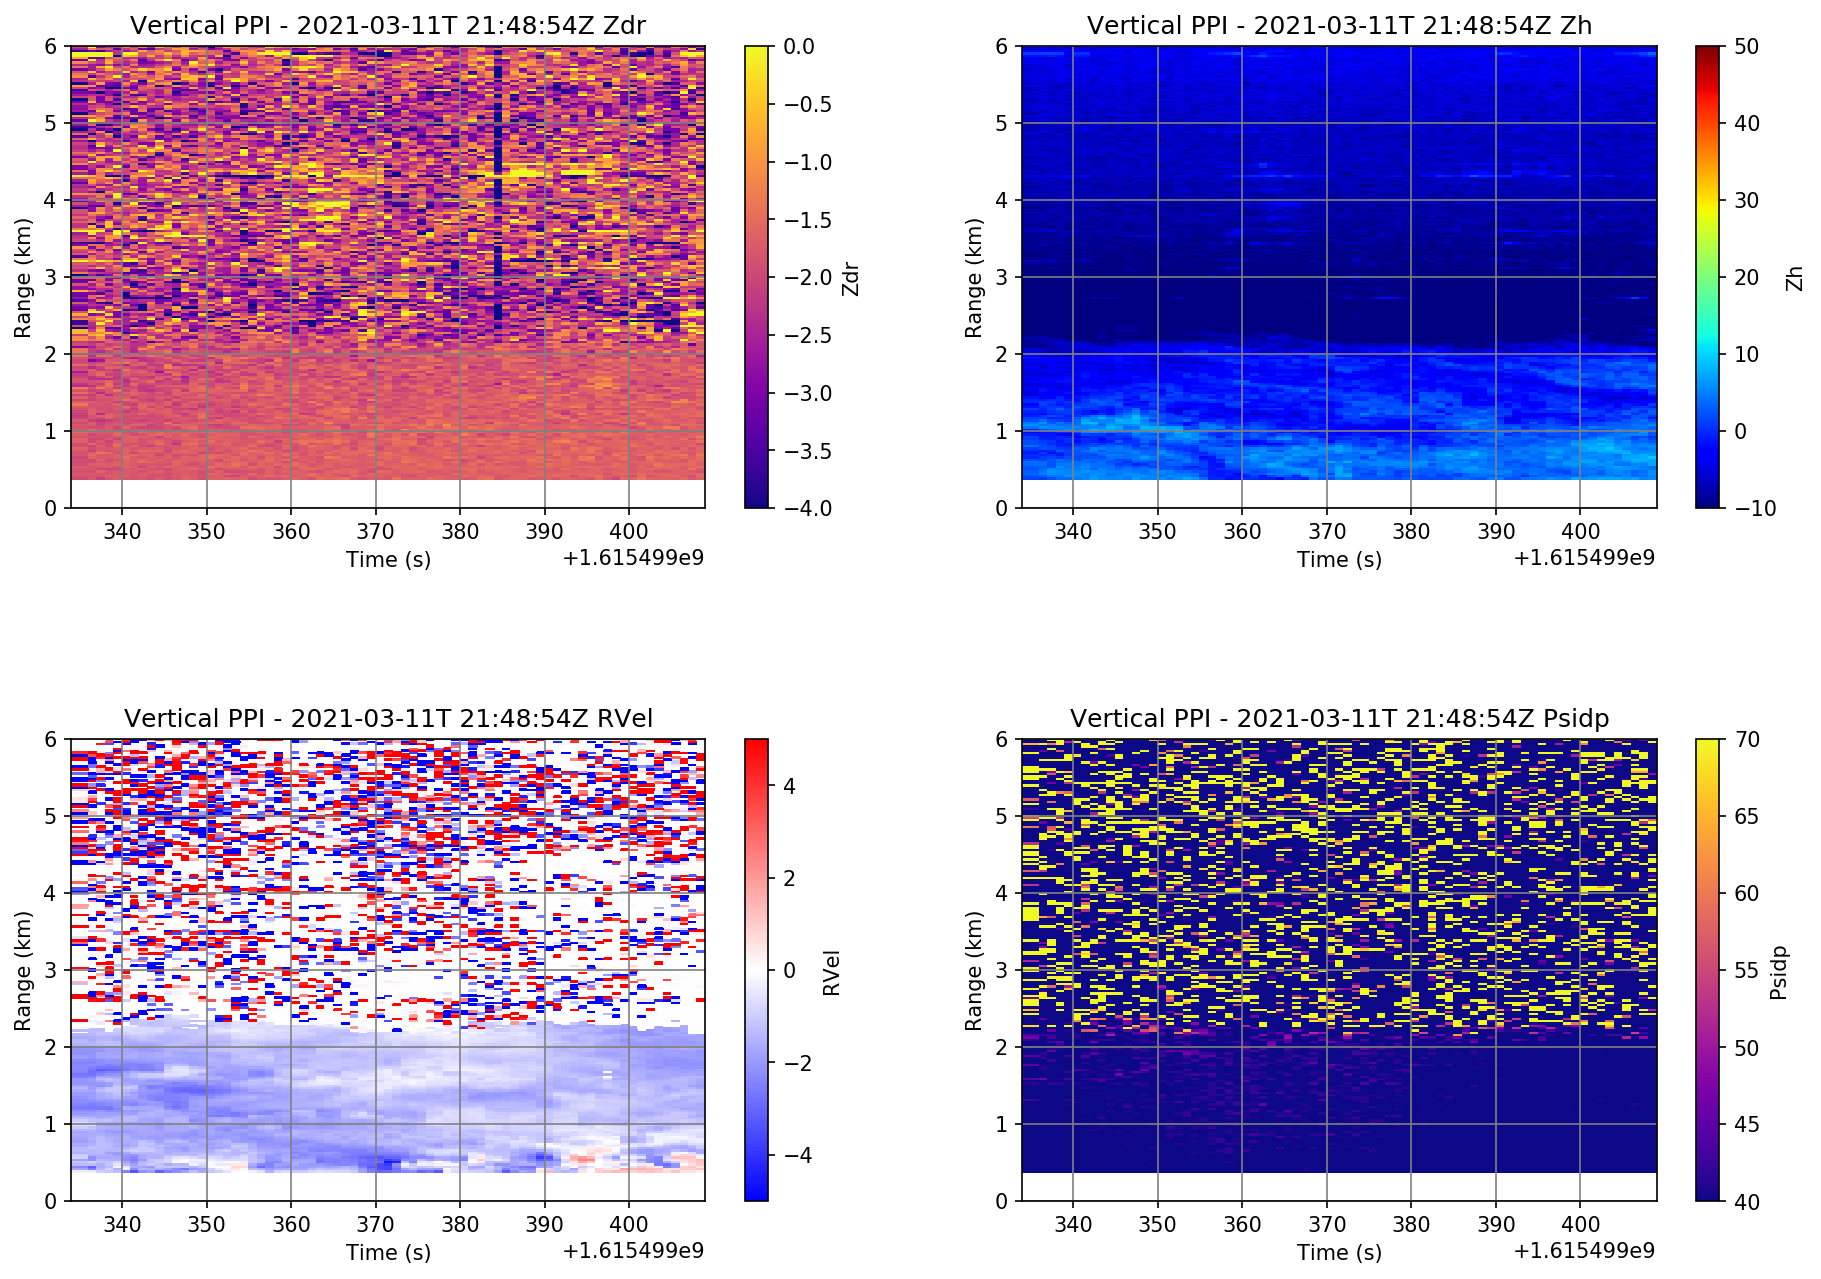 Vertical PPI - 2021-03-11T 21:48:54Z Zdr
6
5
4
3
2
1
0
Range (km)
340 350 360 370 380 390 400
Time (s)
+1.615499e9
0.0
−0.5
−1.0
−1.5
−2.0
−2.5
−3.0
−3.5
−4.0
Zdr
Vertical PPI - 2021-03-11T 21:48:54Z Zh
6
5
4
3
2
1
0
Range (km)
340 350 360 370 380 390 400
Time (s)
+1.615499e9
50
40
30
20
10
0
−10
Zh
Vertical PPI - 2021-03-11T 21:48:54Z RVel
6
5
4
3
2
1
0
Range (km)
340 350 360 370 380 390 400
Time (s)
+1.615499e9
4
2
0
−2
−4
RVel
Vertical PPI - 2021-03-11T 21:48:54Z Psidp
6
5
4
3
2
1
0
Range (km)
340 350 360 370 380 390 400
Time (s)
+1.615499e9
70
65
60
55
50
45
40
Psidp